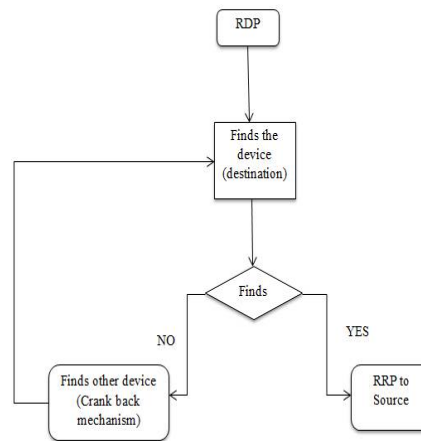 RDP
Finds the
device
(destination)
Finds
NO
YES
Finds other device
(Crank back
mechanism)
RRP to
Source